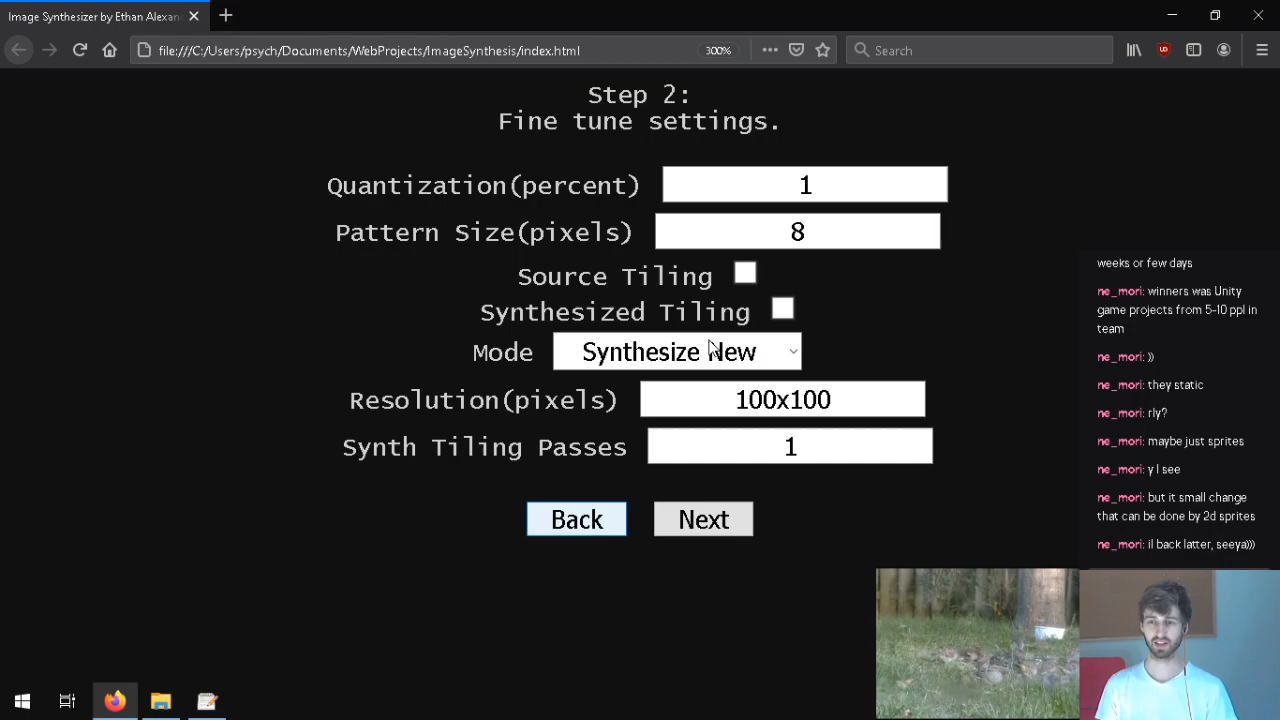 Image Synthesizer by Ethan Alexan
file:///C:/Users/psych/Documents/WebProjects/ImageSynthesis/index.html
300%
Search
Step 2:
Fine tune settings.
Quantization(percent) 1
Pattern Size(pixels) 8
Source Tiling
Synthesized Tiling
Mode Synthesize New
Resolution(pixels) 100x100
Synth Tiling Passes 1
Back Next
weeks or few days
ne_mori: winners was Unity
game projects from 5-10 ppl in
team
ne_mori: ))
ne_mori: they static
ne_mori: rly?
ne_mori: maybe just sprites
ne_mori: y I see
ne_mori: but it small change
that can be done by 2d sprites
ne_mori: il back latter, seeya)))